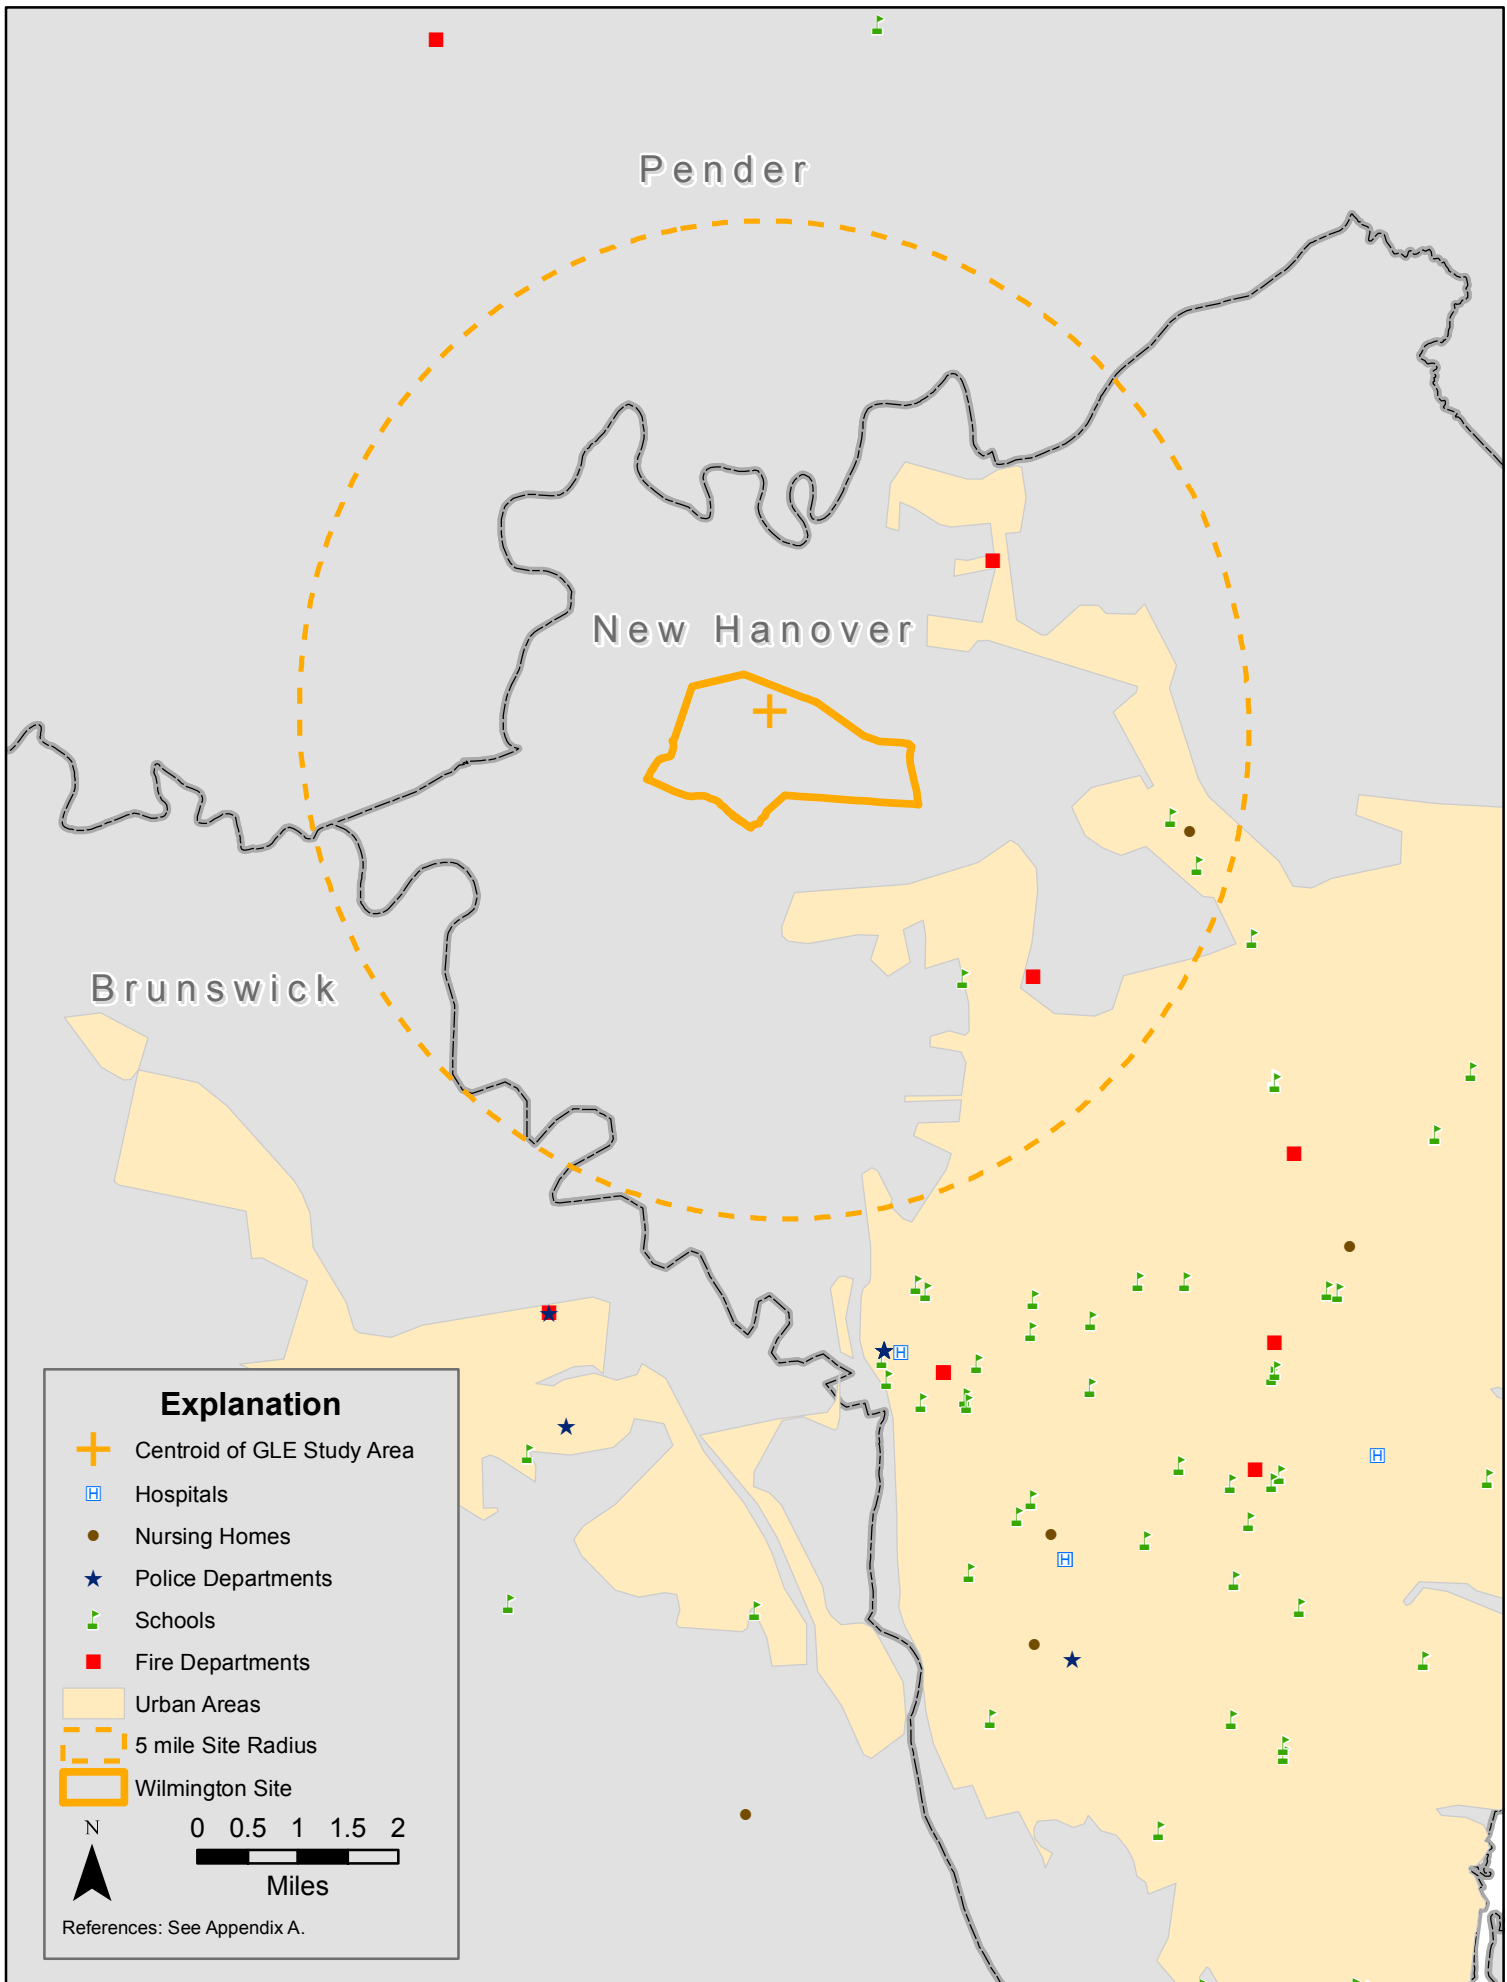 Pender
New Hanover
Brunswick
H
H
H
Explanation
Centroid of GLE Study Area
H Hospitals
Nursing Homes
Police Departments
Schools
Fire Departments
Urban Areas
5 mile Site Radius
Wilmington Site
N
0 0.5 1 1.5 2
Miles
References: See Appendix A.